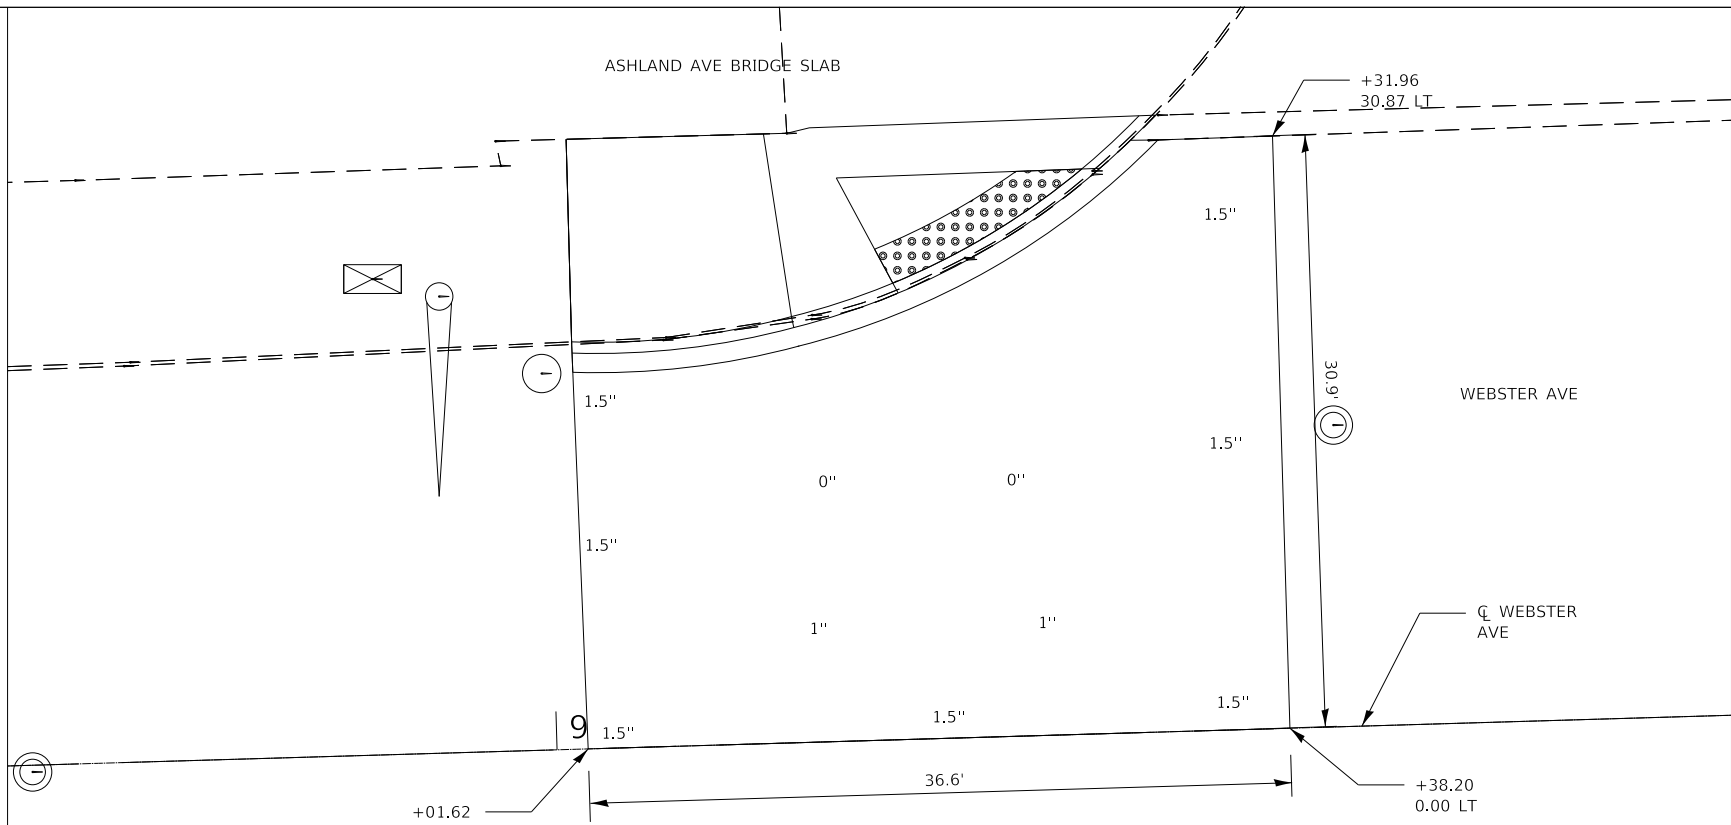 ASHLAND AVE BRIDGE SLAB
+31.96
30.87 LT
1.5''
30.9'
WEBSTER AVE
1.5''
1.5''
0''
0''
1.5''
1''
1''
℄ WEBSTER
AVE
1.5''
1.5''
9
1.5''
36.6'
+38.20
0.00 LT
+01.62